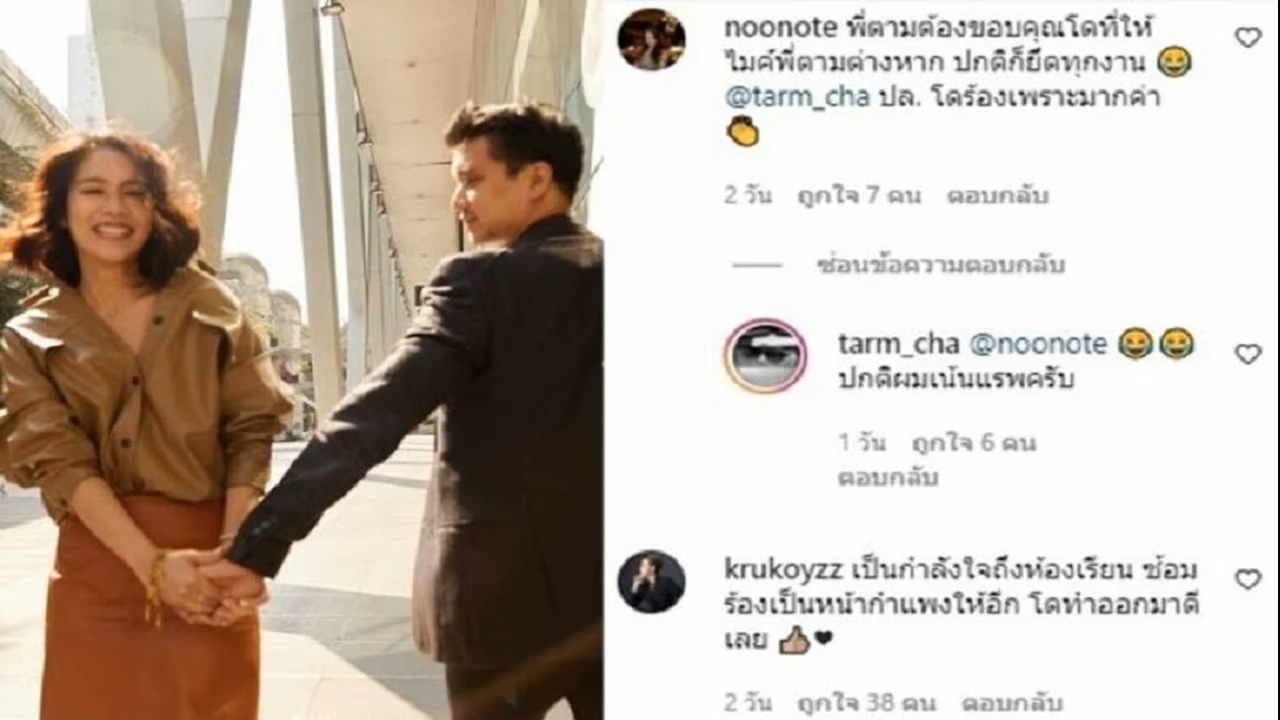 noonote พี่ตามต้องขอบคุณโดที่ให้
ไมค์พี่ตามต่างหาก ปกติก็ยึดทุกงาน 😂
@tarm_cha ปล. โดร้องเพราะมากค่า
👏
2 วัน ถูกใจ 7 คน ตอบกลับ
ซ่อนข้อความตอบกลับ
tarm_cha @noonote 😂😂
ปกติผมเน้นแรพครับ
1 วัน ถูกใจ 6 คน
ตอบกลับ
krukoyzz เป็นกำลังใจถึงห้องเรียน ซ้อม
ร้องเป็นหน้ากำแพงให้อีก โดทำออกมาดี
เลย 👍🏼❤
2 วัน ถูกใจ 38 คน ตอบกลับ